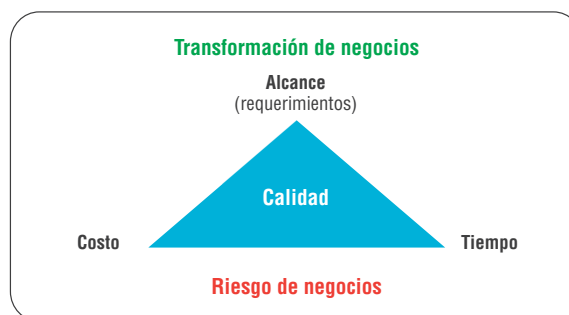 Transformación de negocios
Alcance
(requerimientos)
Calidad
Costo
Tiempo
Riesgo de negocios